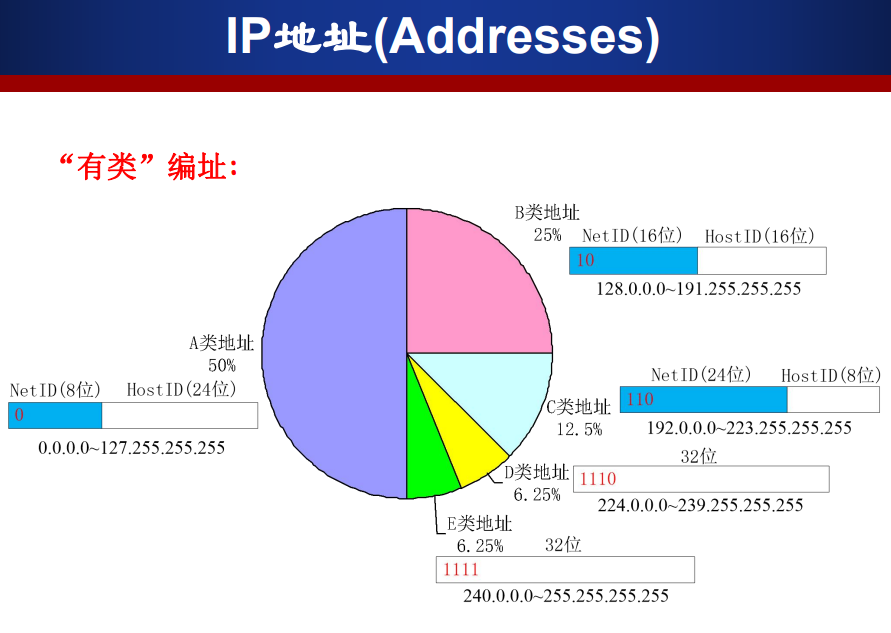 IP地址(Addresses)
“有类”编址:
B类地址
25%
NetID(16位) HostID(16位)
10
128.0.0.0~191.255.255.255
A类地址
50%
NetID(8位) HostID(24位)
0
0.0.0.0~127.255.255.255
C类地址
12.5%
NetID(24位) HostID(8位)
110
192.0.0.0~223.255.255.255
D类地址
6.25%
32位
1110
224.0.0.0~239.255.255.255
E类地址
6.25%
32位
1111
240.0.0.0~255.255.255.255